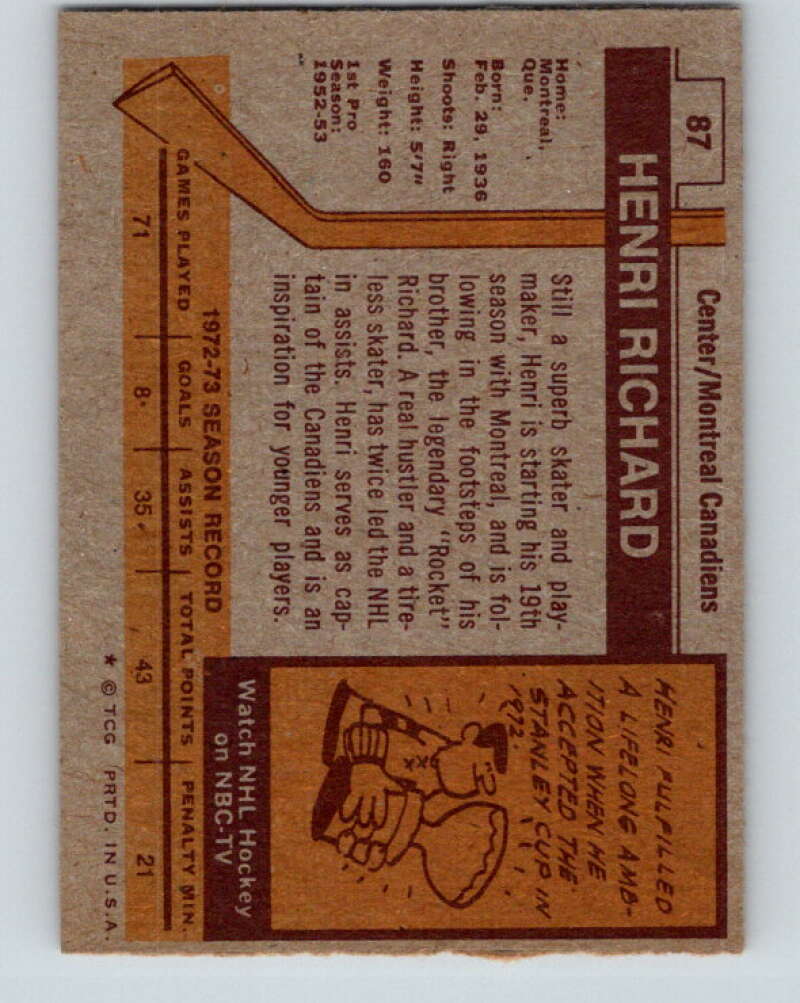 87
Center/Montreal Canadiens
HENRI RICHARD
Home:
Montreal,
Que.
Born:
Feb. 29, 1936
Shoots: Right
Height: 5'7"
Weight: 160
1st Pro
Season:
1952-53
Still a superb skater and play-
maker, Henri is starting his 19th
season with Montreal, and is fol-
lowing in the footsteps of his
brother, the legendary "Rocket"
Richard. A real hustler and a tire-
less skater, has twice led the NHL
in assists. Henri serves as cap-
tain of the Canadiens and is an
inspiration for younger players.
HENRI FULFILLED
A LIFELONG AMB-
ITION WHEN HE
ACCEPTED THE
STANLEY CUP IN
1972.
Watch NHL Hockey
on NBC-TV
1972-73 SEASON RECORD
GAMES PLAYED | GOALS | ASSISTS | TOTAL POINTS | PENALTY MIN.
71 8 35 43 21
* © TCG PRTD. IN U.S.A.